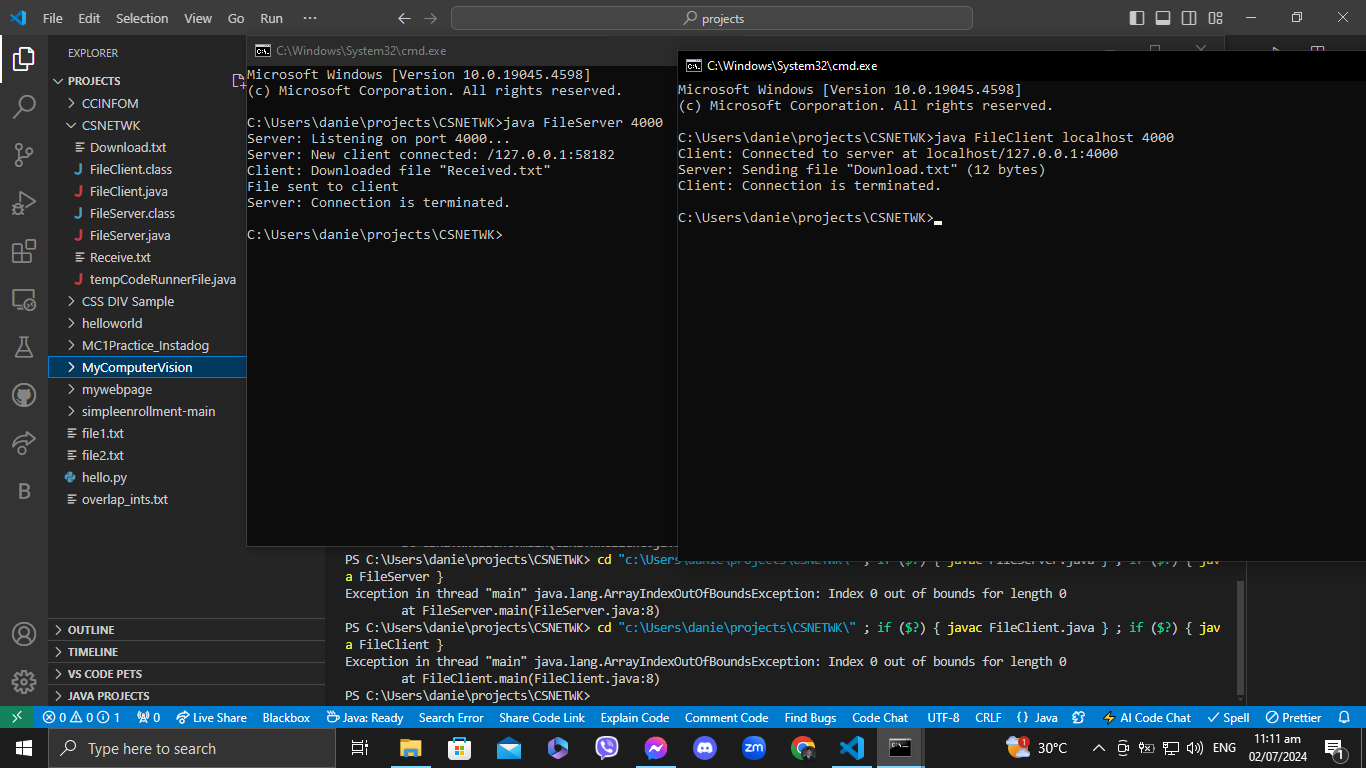 File Edit Selection View Go Run ··· projects
EXPLORER
PROJECTS
CCINFOM
CSNETWK
Download.txt
FileClient.class
FileClient.java
FileServer.class
FileServer.java
Receive.txt
tempCodeRunnerFile.java
CSS DIV Sample
helloworld
MC1Practice_Instadog
MyComputerVision
mywebpage
simpleenrollment-main
file1.txt
file2.txt
hello.py
overlap_ints.txt
OUTLINE
TIMELINE
VS CODE PETS
JAVA PROJECTS
C:\Windows\System32\cmd.exe
Microsoft Windows [Version 10.0.19045.4598]
(c) Microsoft Corporation. All rights reserved.
C:\Users\danie\projects\CSNETWK>java FileServer 4000
Server: Listening on port 4000...
Server: New client connected: /127.0.0.1:58182
Client: Downloaded file "Received.txt"
File sent to client
Server: Connection is terminated.
C:\Users\danie\projects\CSNETWK>
C:\Windows\System32\cmd.exe
Microsoft Windows [Version 10.0.19045.4598]
(c) Microsoft Corporation. All rights reserved.
C:\Users\danie\projects\CSNETWK>java FileClient localhost 4000
Client: Connected to server at localhost/127.0.0.1:4000
Server: Sending file "Download.txt" (12 bytes)
Client: Connection is terminated.
C:\Users\danie\projects\CSNETWK>
PS C:\Users\danie\projects\CSNETWK> cd "c:\Users\danie\projects\CSNETWK\" ; if ($?) { javac FileServer.java } ; if ($?) { jav
a FileServer }
Exception in thread "main" java.lang.ArrayIndexOutOfBoundsException: Index 0 out of bounds for length 0
at FileServer.main(FileServer.java:8)
PS C:\Users\danie\projects\CSNETWK> cd "c:\Users\danie\projects\CSNETWK\" ; if ($?) { javac FileClient.java } ; if ($?) { jav
a FileClient }
Exception in thread "main" java.lang.ArrayIndexOutOfBoundsException: Index 0 out of bounds for length 0
at FileClient.main(FileClient.java:8)
PS C:\Users\danie\projects\CSNETWK>
0 0 1 0 Live Share Blackbox Java: Ready Search Error Share Code Link Explain Code Comment Code Find Bugs Code Chat UTF-8 CRLF {} Java AI Code Chat Spell Prettier
Type here to search 1 30°C ENG 11:11 am
02/07/2024 1